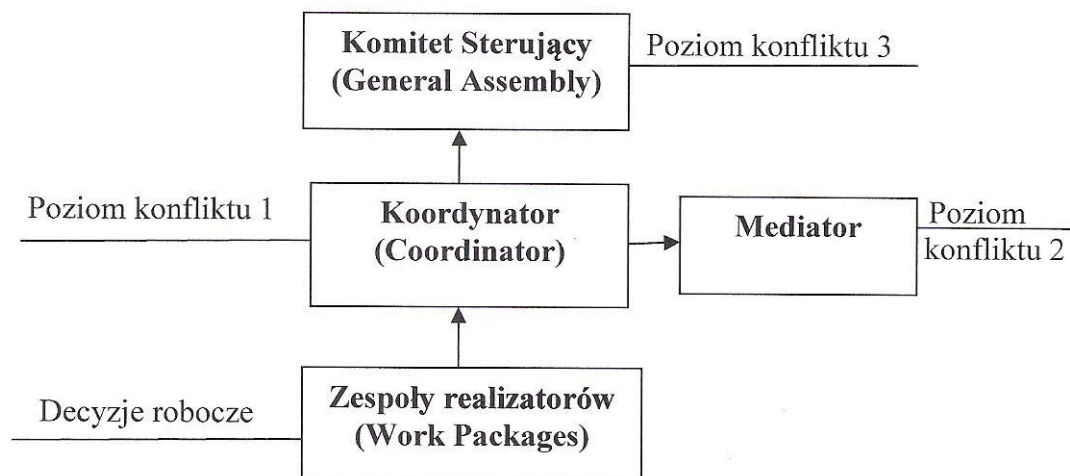 Komitet Sterujący
(General Assembly)
Poziom konfliktu 3
Poziom konfliktu 1
Koordynator
(Coordinator)
Mediator
Poziom
konfliktu 2
Decyzje robocze
Zespoły realizatorów
(Work Packages)